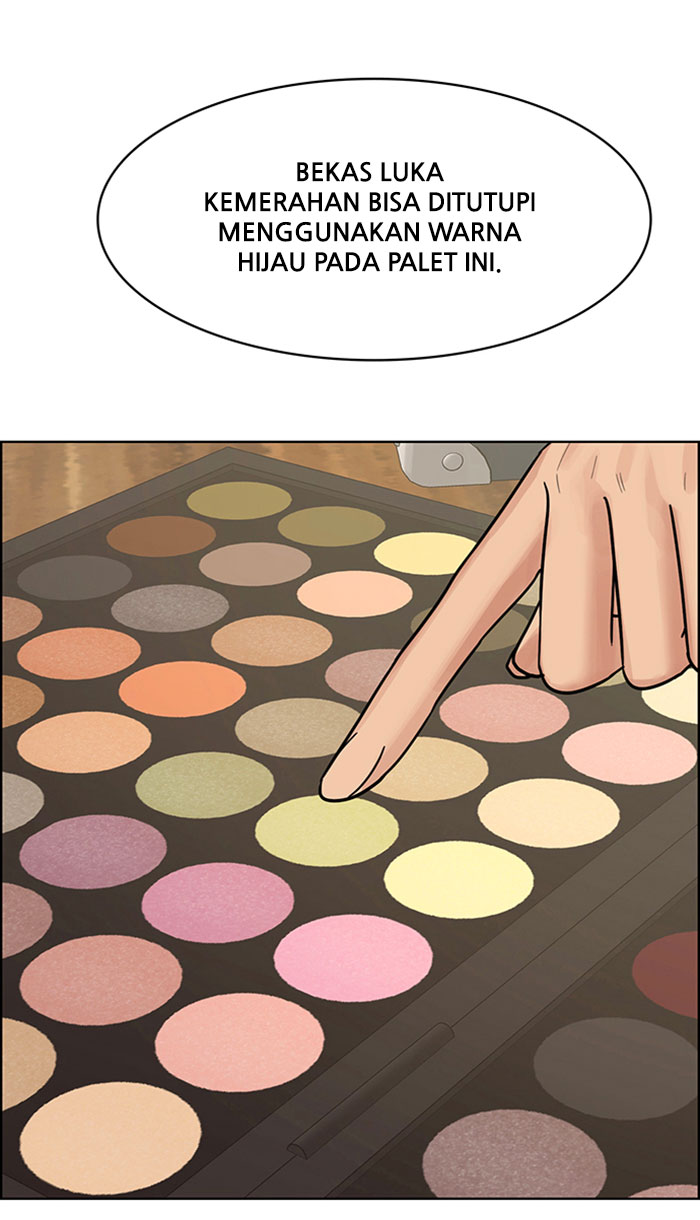 BEKAS LUKA
KEMERAHAN BISA DITUTUPI
MENGGUNAKAN WARNA
HIJAU PADA PALET INI.